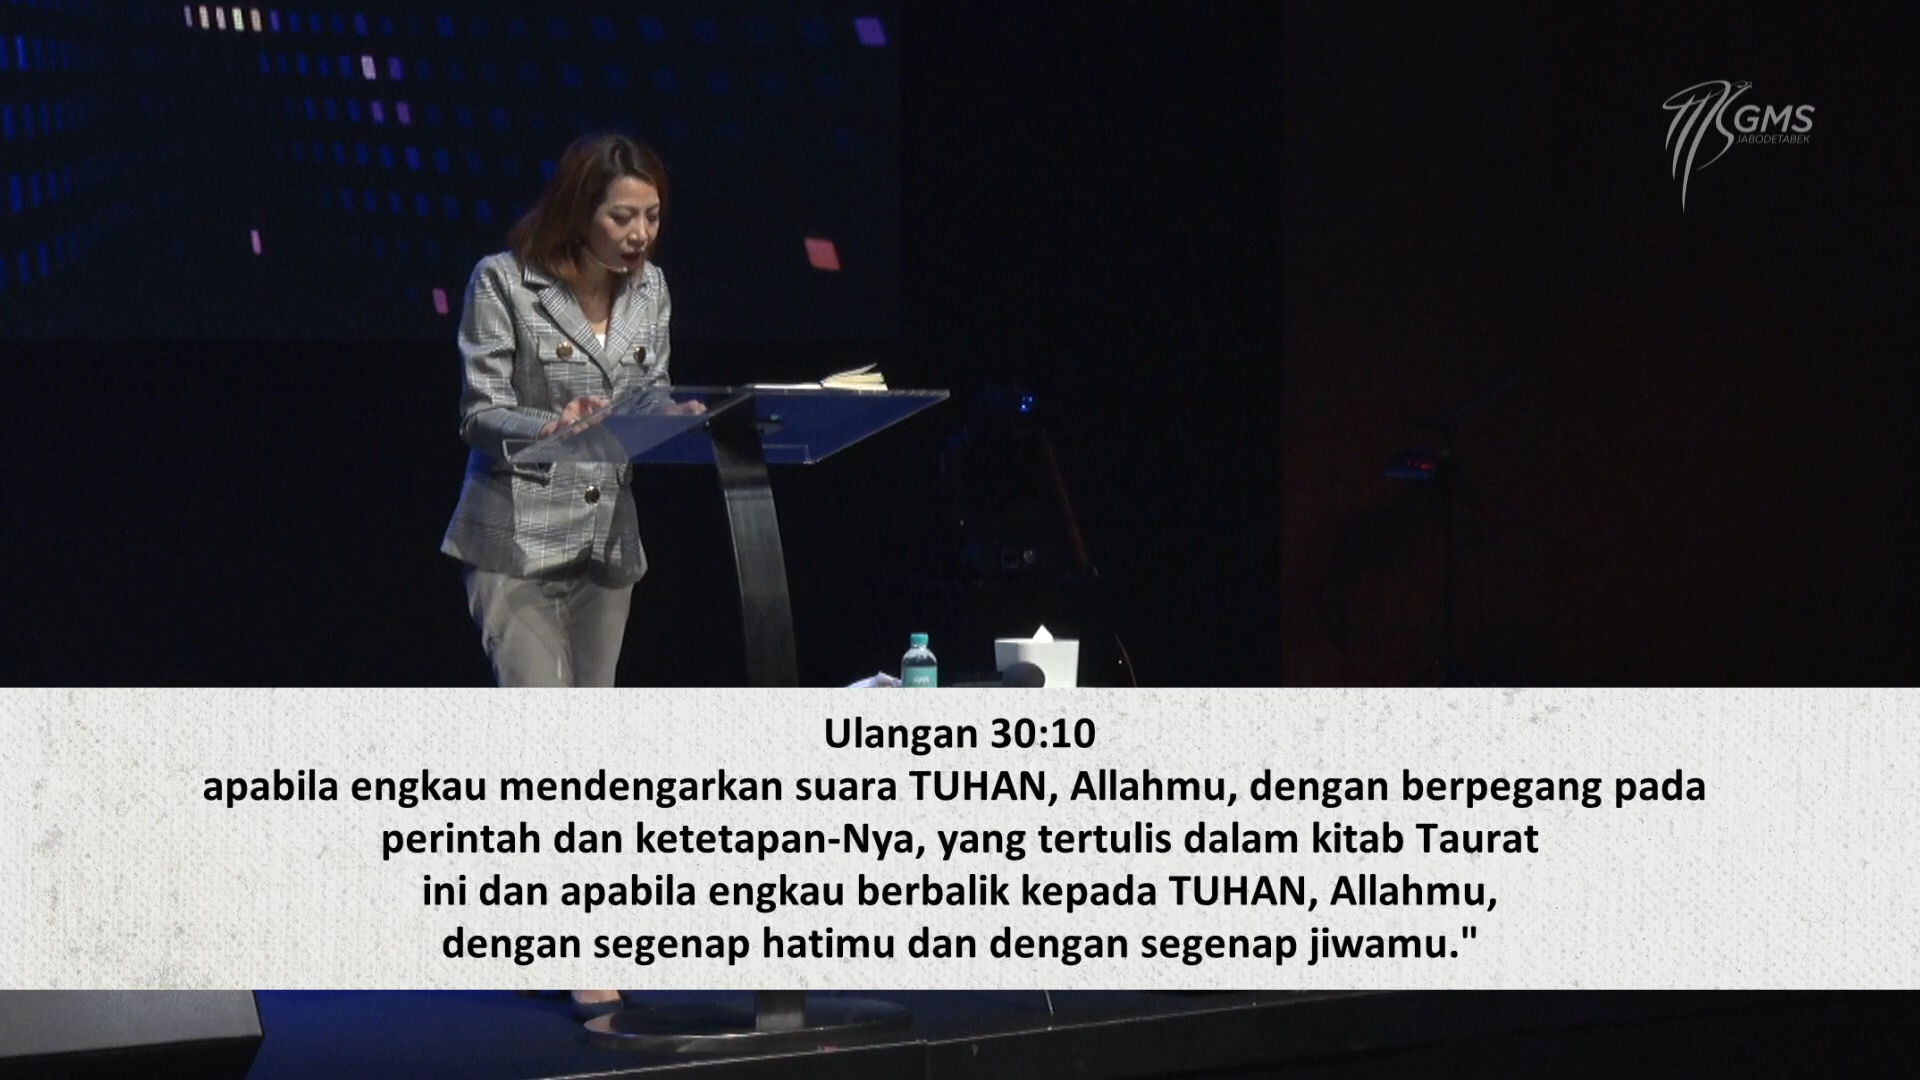 GMS
JABODETABEK
Ulangan 30:10
apabila engkau mendengarkan suara TUHAN, Allahmu, dengan berpegang pada
perintah dan ketetapan-Nya, yang tertulis dalam kitab Taurat
ini dan apabila engkau berbalik kepada TUHAN, Allahmu,
dengan segenap hatimu dan dengan segenap jiwamu."